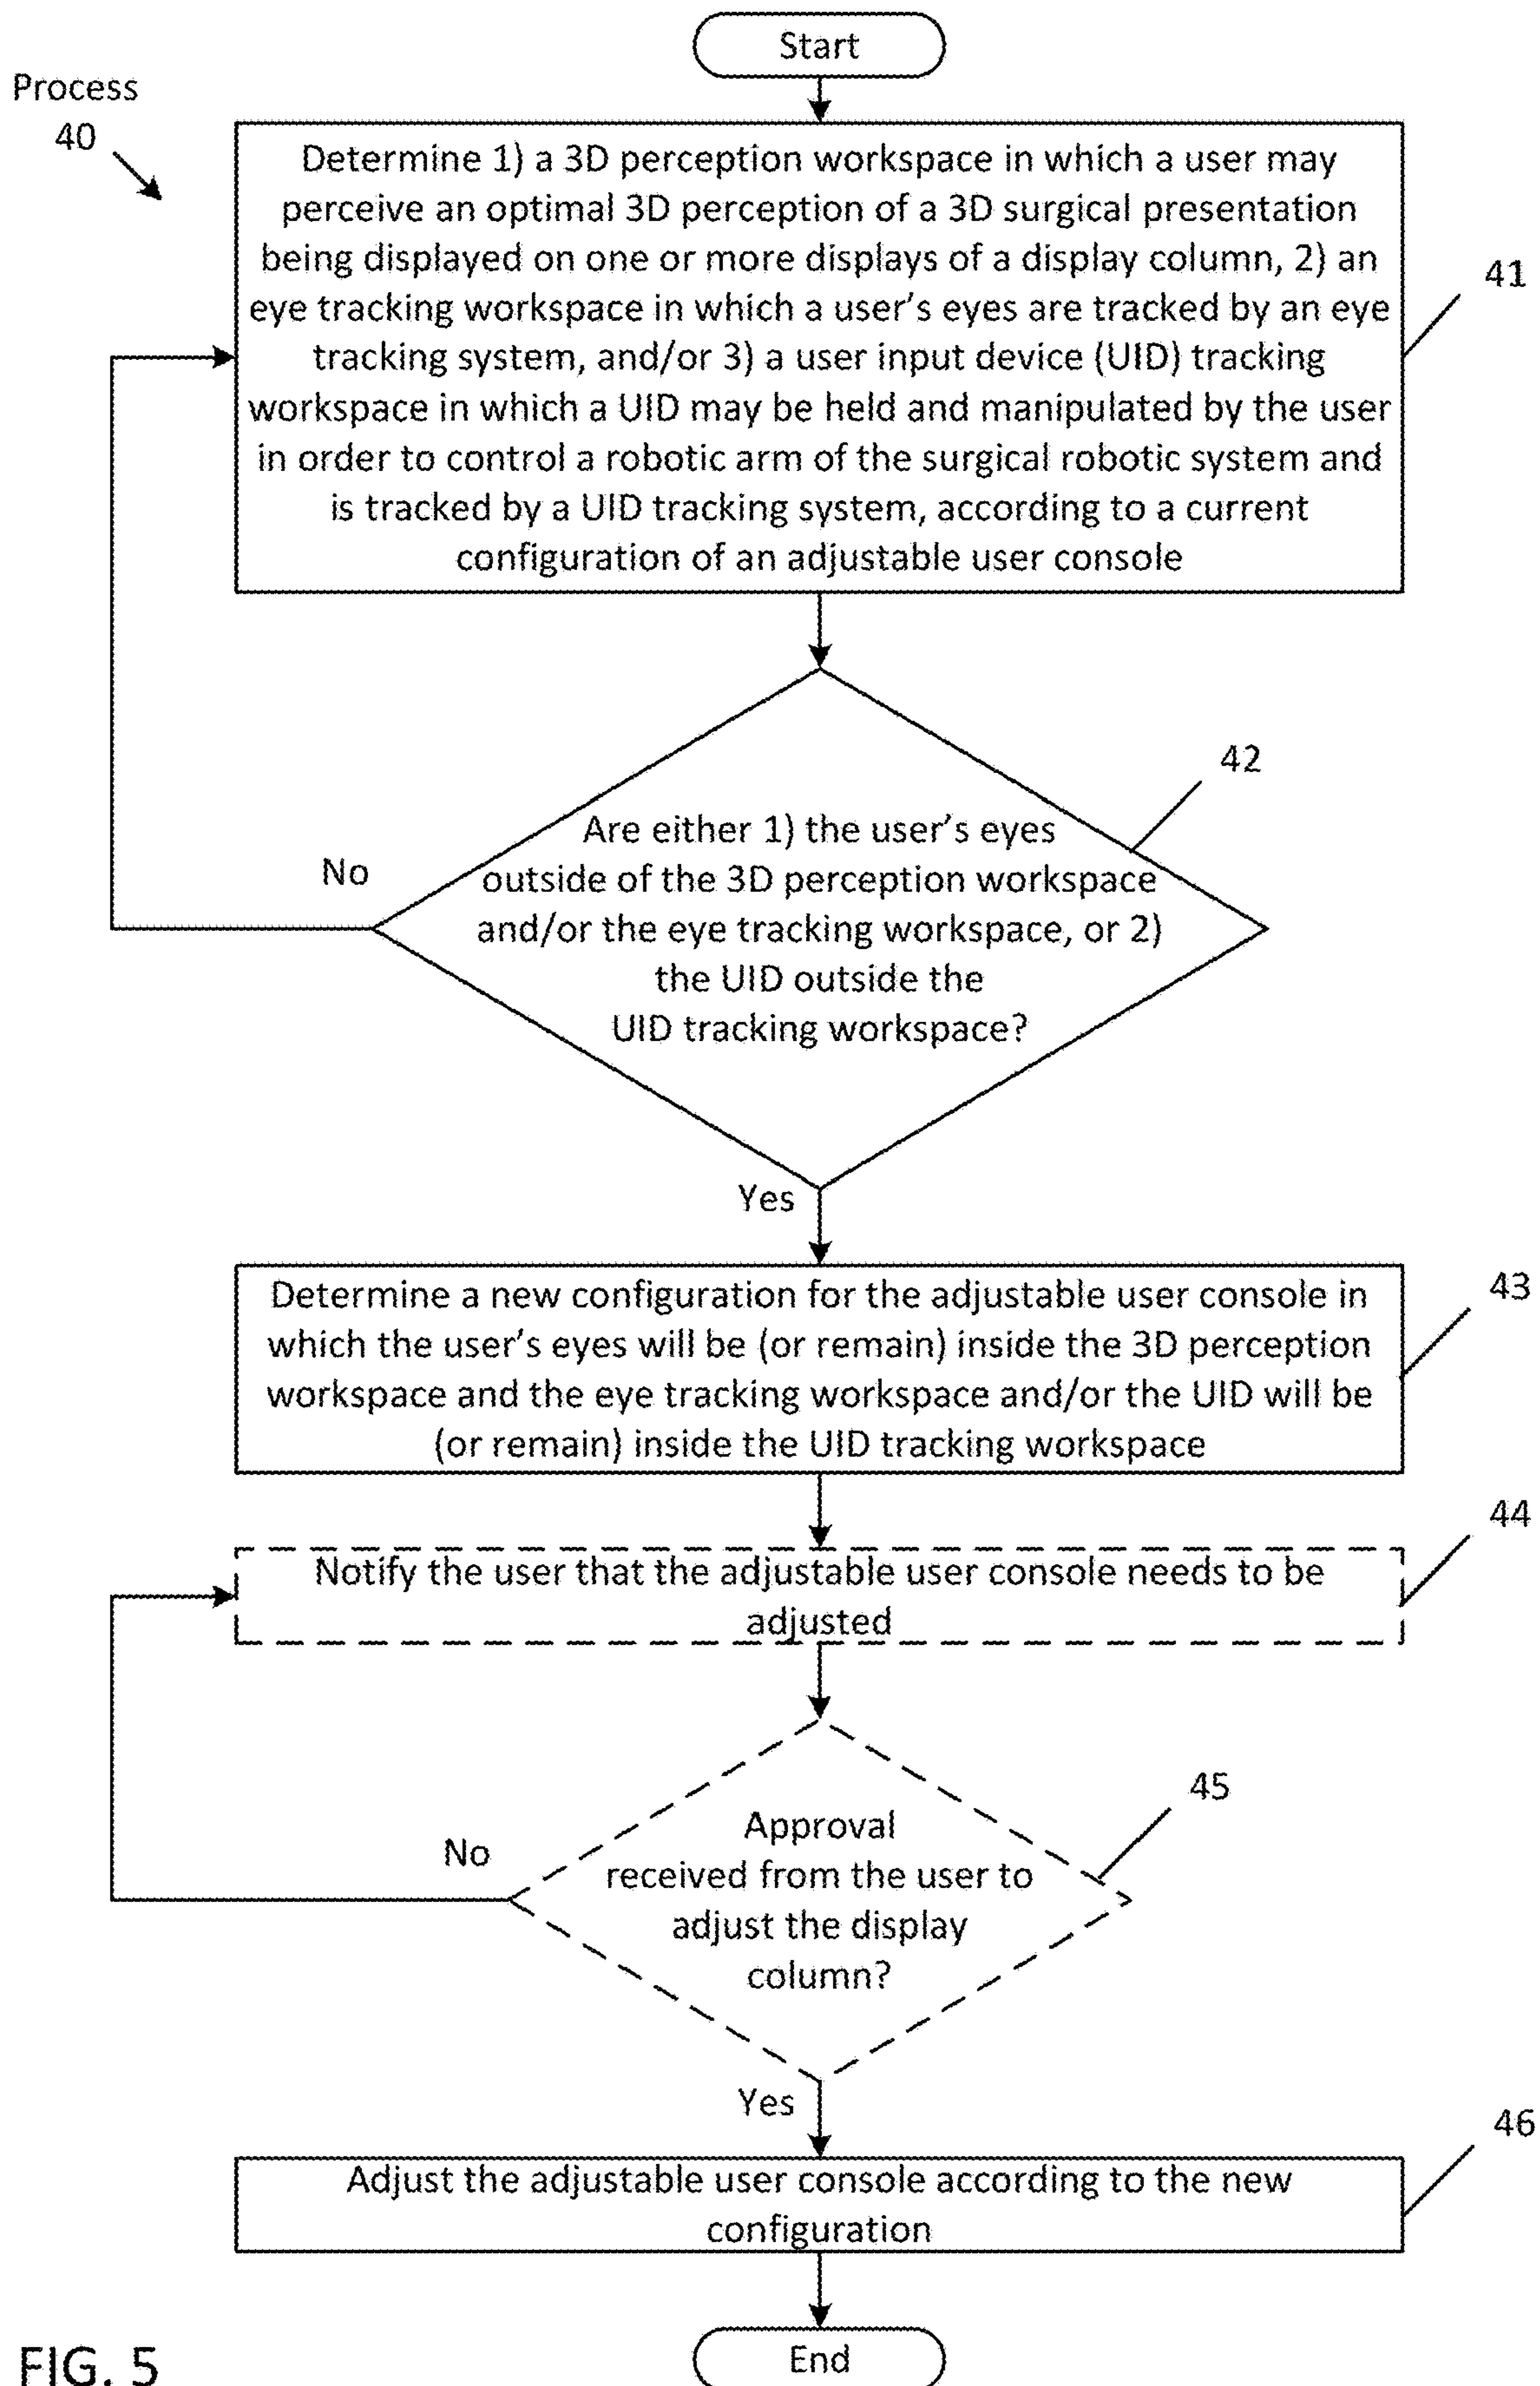 Start
Process
40
Determine 1) a 3D perception workspace in which a user may
perceive an optimal 3D perception of a 3D surgical presentation
being displayed on one or more displays of a display column, 2) an
eye tracking workspace in which a user's eyes are tracked by an eye
tracking system, and/or 3) a user input device (UID) tracking
workspace in which a UID may be held and manipulated by the user
in order to control a robotic arm of the surgical robotic system and
is tracked by a UID tracking system, according to a current
configuration of an adjustable user console
41
42
Are either 1) the user's eyes
outside of the 3D perception workspace
and/or the eye tracking workspace, or 2)
the UID outside the
UID tracking workspace?
No
Yes
Determine a new configuration for the adjustable user console in
which the user's eyes will be (or remain) inside the 3D perception
workspace and the eye tracking workspace and/or the UID will be
(or remain) inside the UID tracking workspace
43
44
Notify the user that the adjustable user console needs to be
adjusted
45
Approval
received from the user to
adjust the display
column?
No
Yes
46
Adjust the adjustable user console according to the new
configuration
End
FIG. 5